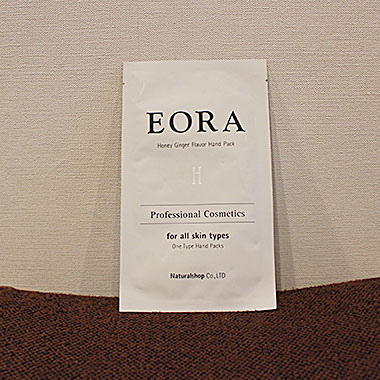 EORA
Honey Ginger Flavor Hand Pack
H
Professional Cosmetics
for all skin types
One Type Hand Packs
Naturalshop Co.,LTD